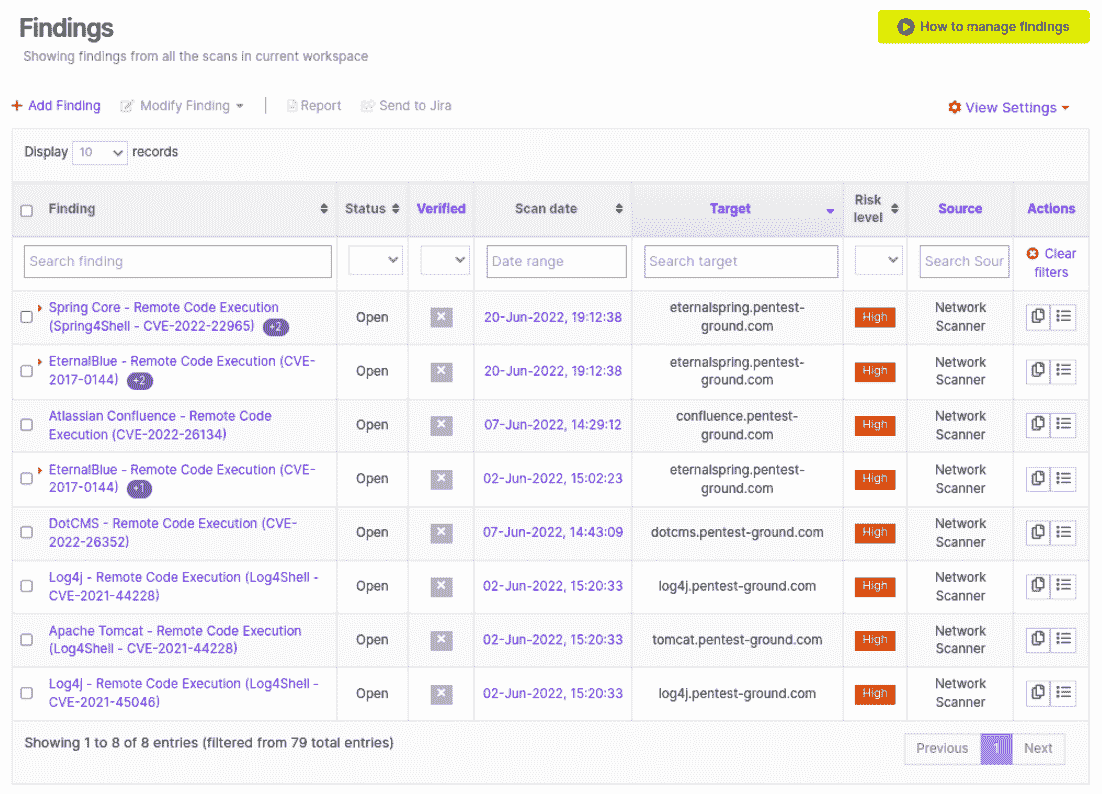 Findings
How to manage findings
Showing findings from all the scans in current workspace
Add Finding Modify Finding Report Send to Jira View Settings
Display 10 records
Finding Status Verified Scan date Target Risk level Source Actions
Search finding Date range Search target Search Sour Clear filters
Spring Core - Remote Code Execution
(Spring4Shell - CVE-2022-22965) +2
Open
20-Jun-2022, 19:12:38
eternalspring.pentest-
ground.com
High
Network
Scanner
EternalBlue - Remote Code Execution (CVE-
2017-0144) +2
Open
20-Jun-2022, 19:12:38
eternalspring.pentest-
ground.com
High
Network
Scanner
Atlassian Confluence - Remote Code
Execution (CVE-2022-26134)
Open
07-Jun-2022, 14:29:12
confluence.pentest-
ground.com
High
Network
Scanner
EternalBlue - Remote Code Execution (CVE-
2017-0144) +1
Open
02-Jun-2022, 15:02:23
eternalspring.pentest-
ground.com
High
Network
Scanner
DotCMS - Remote Code Execution (CVE-
2022-26352)
Open
07-Jun-2022, 14:43:09
dotcms.pentest-ground.com
High
Network
Scanner
Log4j - Remote Code Execution (Log4Shell -
CVE-2021-44228)
Open
02-Jun-2022, 15:20:33
log4j.pentest-ground.com
High
Network
Scanner
Apache Tomcat - Remote Code Execution
(Log4Shell - CVE-2021-44228)
Open
02-Jun-2022, 15:20:33
tomcat.pentest-ground.com
High
Network
Scanner
Log4j - Remote Code Execution (Log4Shell -
CVE-2021-45046)
Open
02-Jun-2022, 15:20:33
log4j.pentest-ground.com
High
Network
Scanner
Showing 1 to 8 of 8 entries (filtered from 79 total entries)
Previous 1 Next